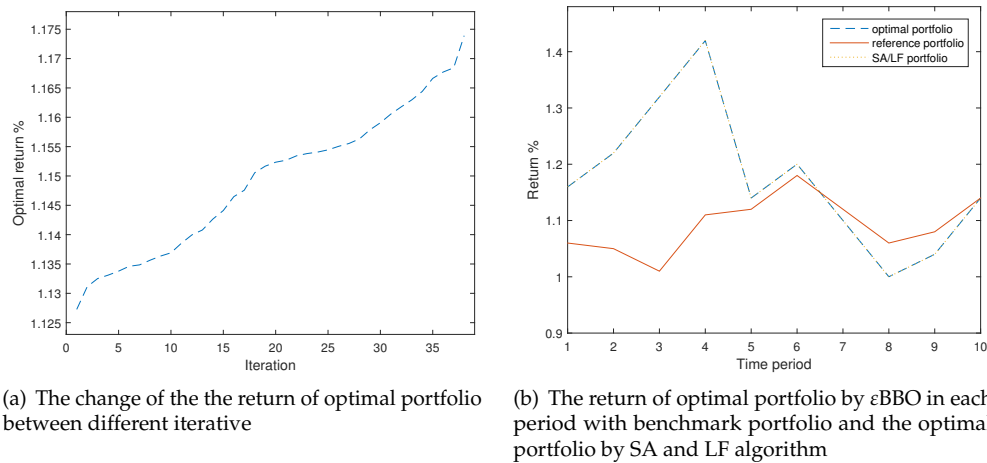 1.175
1.17
1.165
1.16
1.155
1.15
1.145
1.14
1.135
1.13
1.125
Optimal return %
0 5 10 15 20 25 30 35
Iteration
1.4
1.3
1.2
1.1
1
0.9
Return %
1 2 3 4 5 6 7 8 9 10
Time period
optimal portfolio
reference portfolio
SA/LF portfolio
(a) The change of the the return of optimal portfolio
between different iterative
(b) The return of optimal portfolio by εBBO in each
period with benchmark portfolio and the optimal
portfolio by SA and LF algorithm